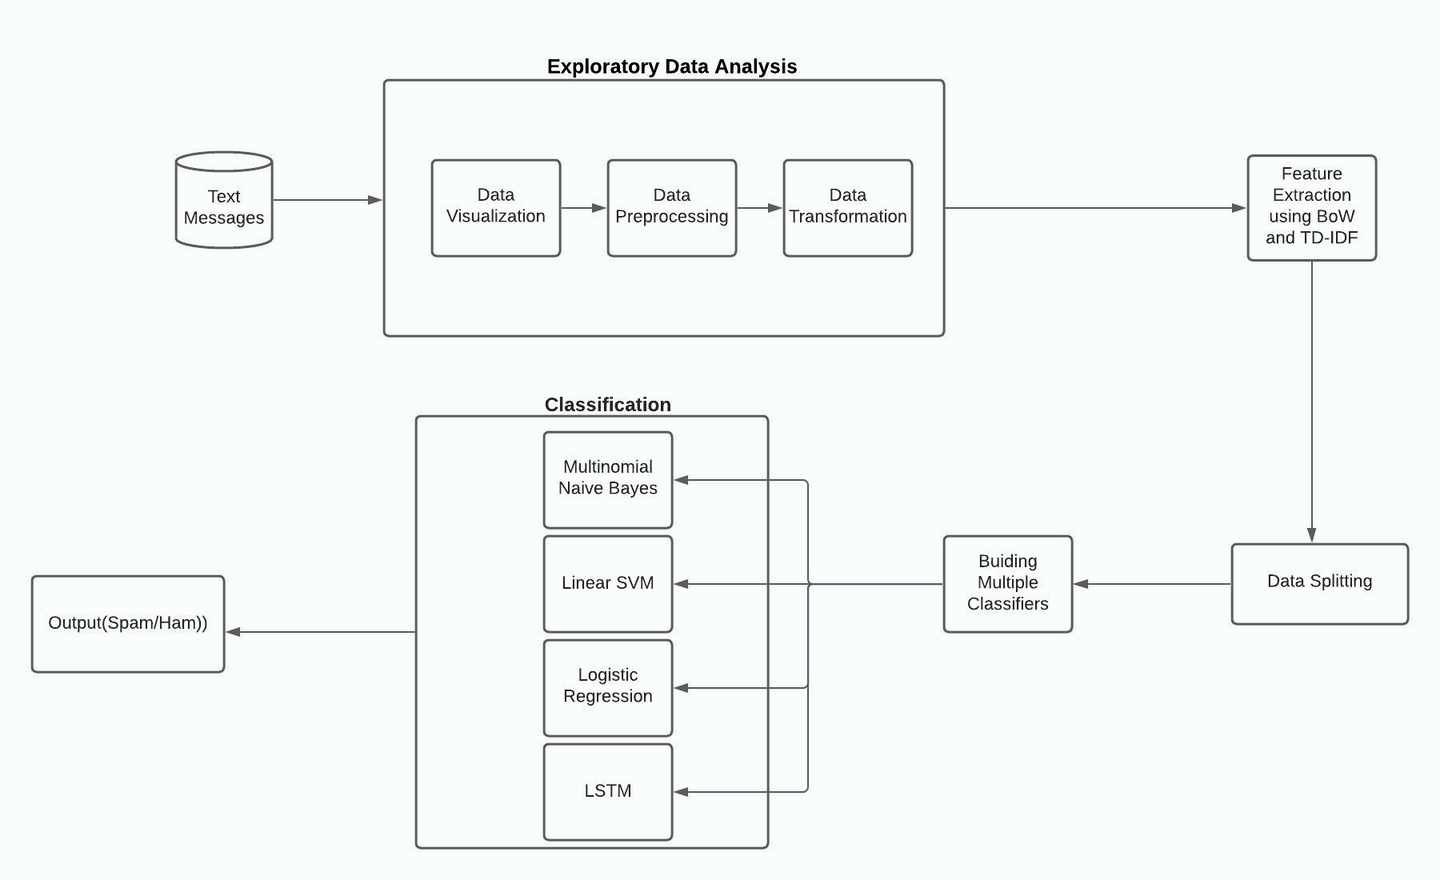 Exploratory Data Analysis
Text
Messages
Data
Visualization
Data
Preprocessing
Data
Transformation
Feature
Extraction
using BoW
and TD-IDF
Classification
Multinomial
Naive Bayes
Linear SVM
Logistic
Regression
LSTM
Buiding
Multiple
Classifiers
Data Splitting
Output(Spam/Ham))